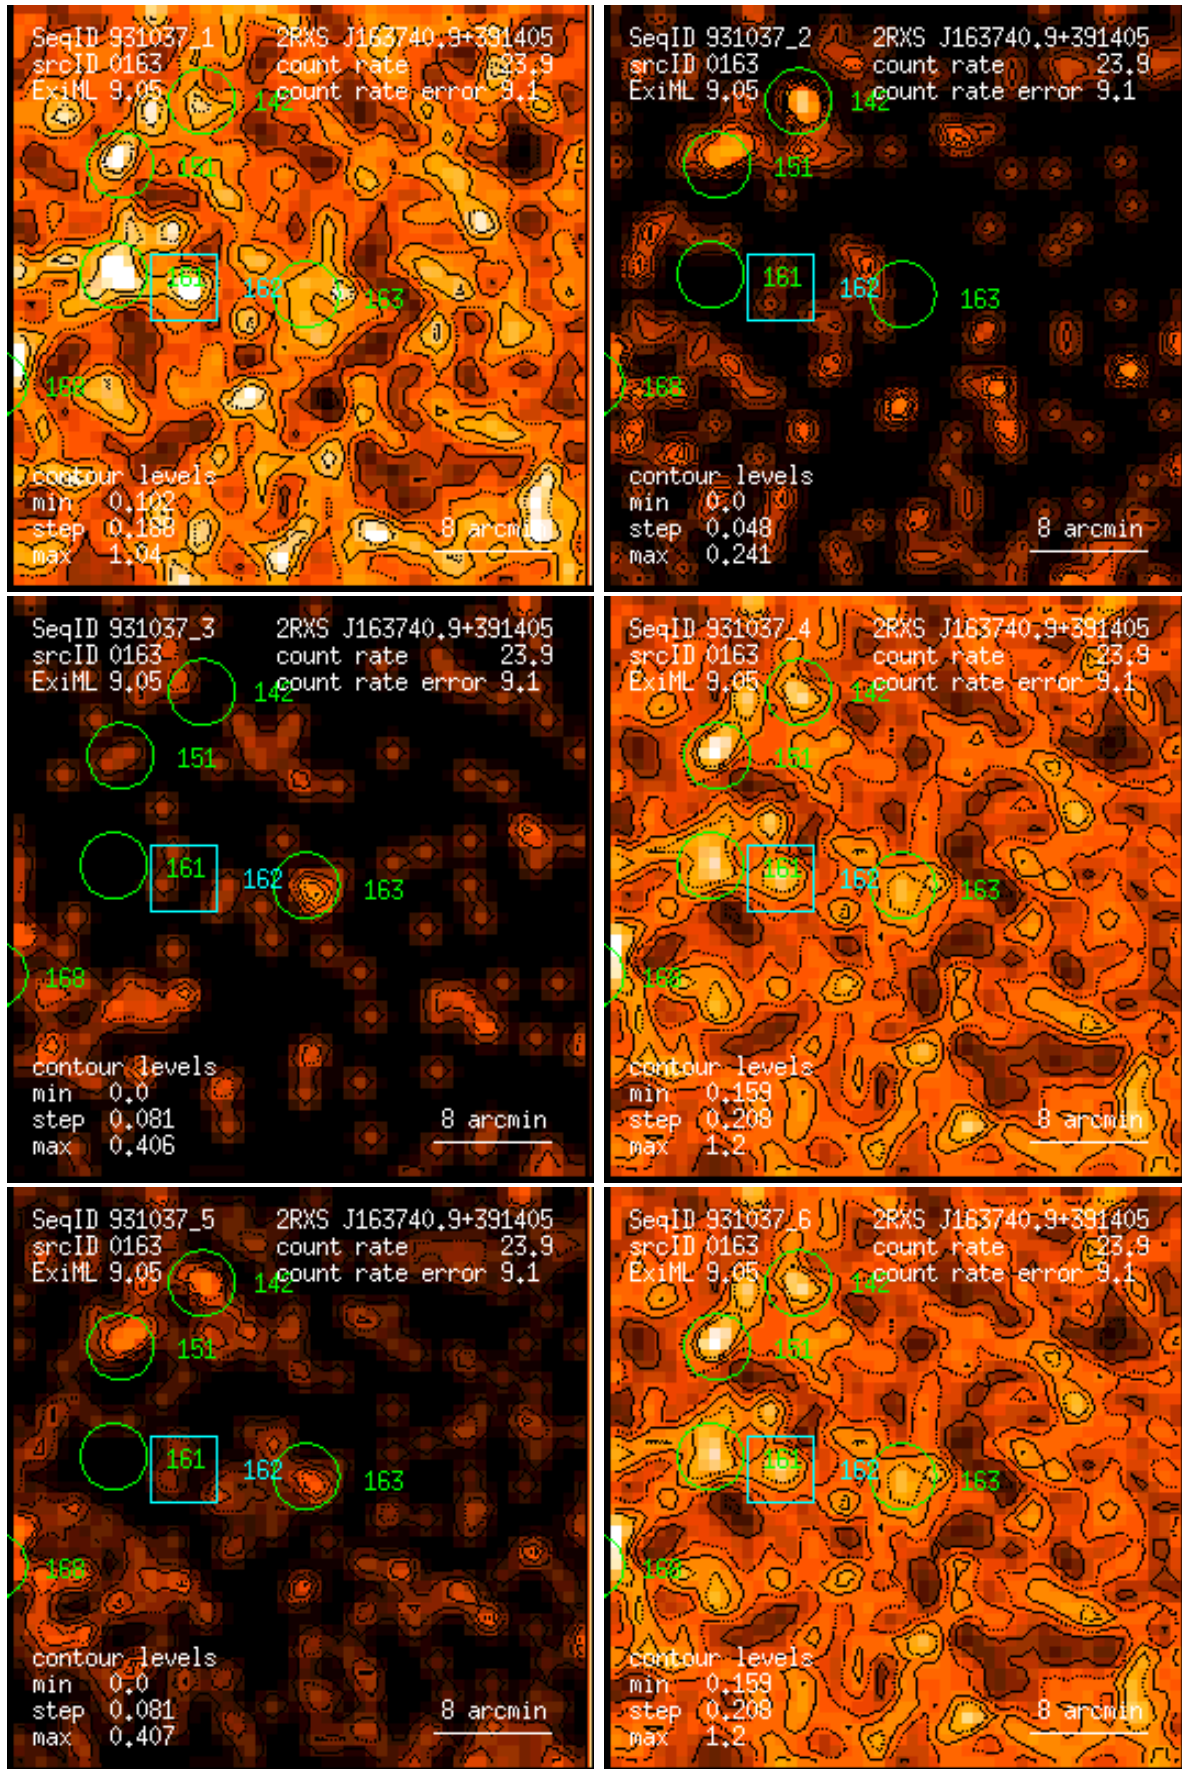 SeqID 931037_1 2RXS J163740.9+391405
srcID 0163 count rate 23.9
ExiML 9.05 count rate error 9.1
142
151
161
162
163
168
contour levels
min 0.102
step 0.188
max 1.04
8 arcmin
SeqID 931037_2 2RXS J163740.9+391405
srcID 0163 count rate 23.9
ExiML 9.05 count rate error 9.1
142
151
161
162
163
168
contour levels
min 0.0
step 0.048
max 0.241
8 arcmin
SeqID 931037_3 2RXS J163740.9+391405
srcID 0163 count rate 23.9
ExiML 9.05 count rate error 9.1
142
151
161
162
163
168
contour levels
min 0.0
step 0.081
max 0.406
8 arcmin
SeqID 931037_4 2RXS J163740.9+391405
srcID 0163 count rate 23.9
ExiML 9.05 count rate error 9.1
142
151
161
162
163
168
contour levels
min 0.159
step 0.208
max 1.2
8 arcmin
SeqID 931037_5 2RXS J163740.9+391405
srcID 0163 count rate 23.9
ExiML 9.05 count rate error 9.1
142
151
161
162
163
168
contour levels
min 0.0
step 0.081
max 0.407
8 arcmin
SeqID 931037_6 2RXS J163740.9+391405
srcID 0163 count rate 23.9
ExiML 9.05 count rate error 9.1
142
151
161
162
163
168
contour levels
min 0.159
step 0.208
max 1.2
8 arcmin